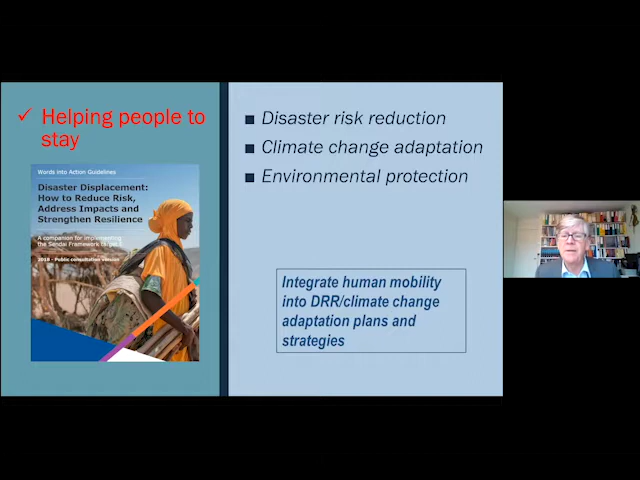 ✓ Helping people to
stay
Words into Action Guidelines
Disaster Displacement:
How to Reduce Risk,
Address Impacts and
Strengthen Resilience
A companion for implementing
the Sendai Framework target
2018 - Public consultation version
■ Disaster risk reduction
■ Climate change adaptation
■ Environmental protection
Integrate human mobility
into DRR/climate change
adaptation plans and
strategies